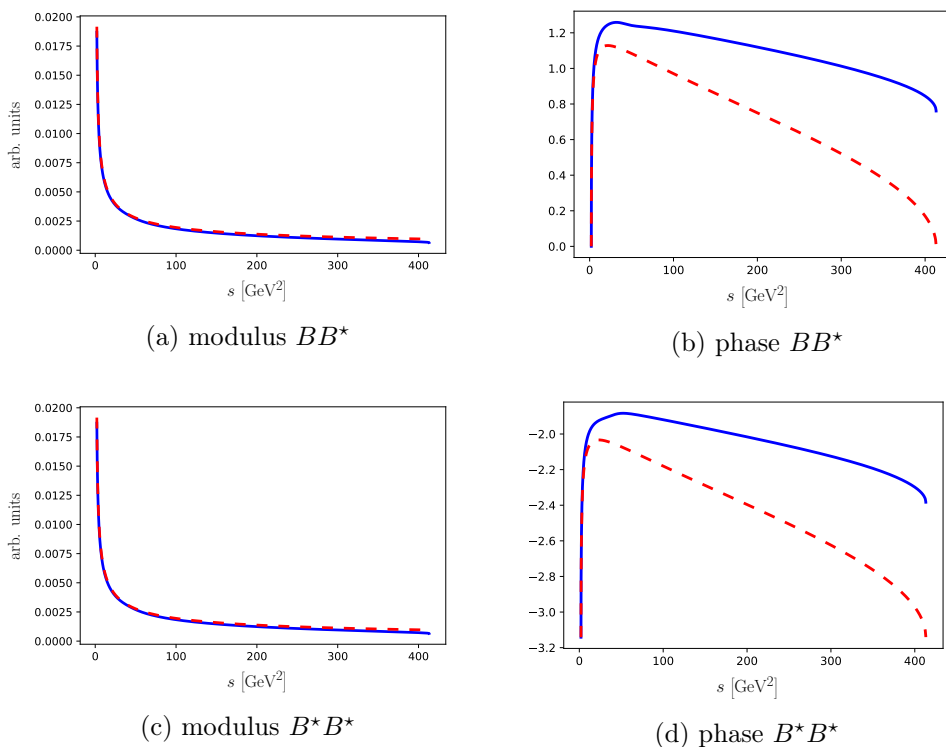 0.0200
0.0175
0.0150
0.0125
0.0100
0.0075
0.0050
0.0025
0.0000
arb. units
0 100 200 300 400
s [GeV²]
(a) modulus BB⋆
1.2
1.0
0.8
0.6
0.4
0.2
0.0
0 100 200 300 400
s [GeV²]
(b) phase BB⋆
0.0200
0.0175
0.0150
0.0125
0.0100
0.0075
0.0050
0.0025
0.0000
arb. units
0 100 200 300 400
s [GeV²]
(c) modulus B⋆B⋆
−2.0
−2.2
−2.4
−2.6
−2.8
−3.0
−3.2
0 100 200 300 400
s [GeV²]
(d) phase B⋆B⋆